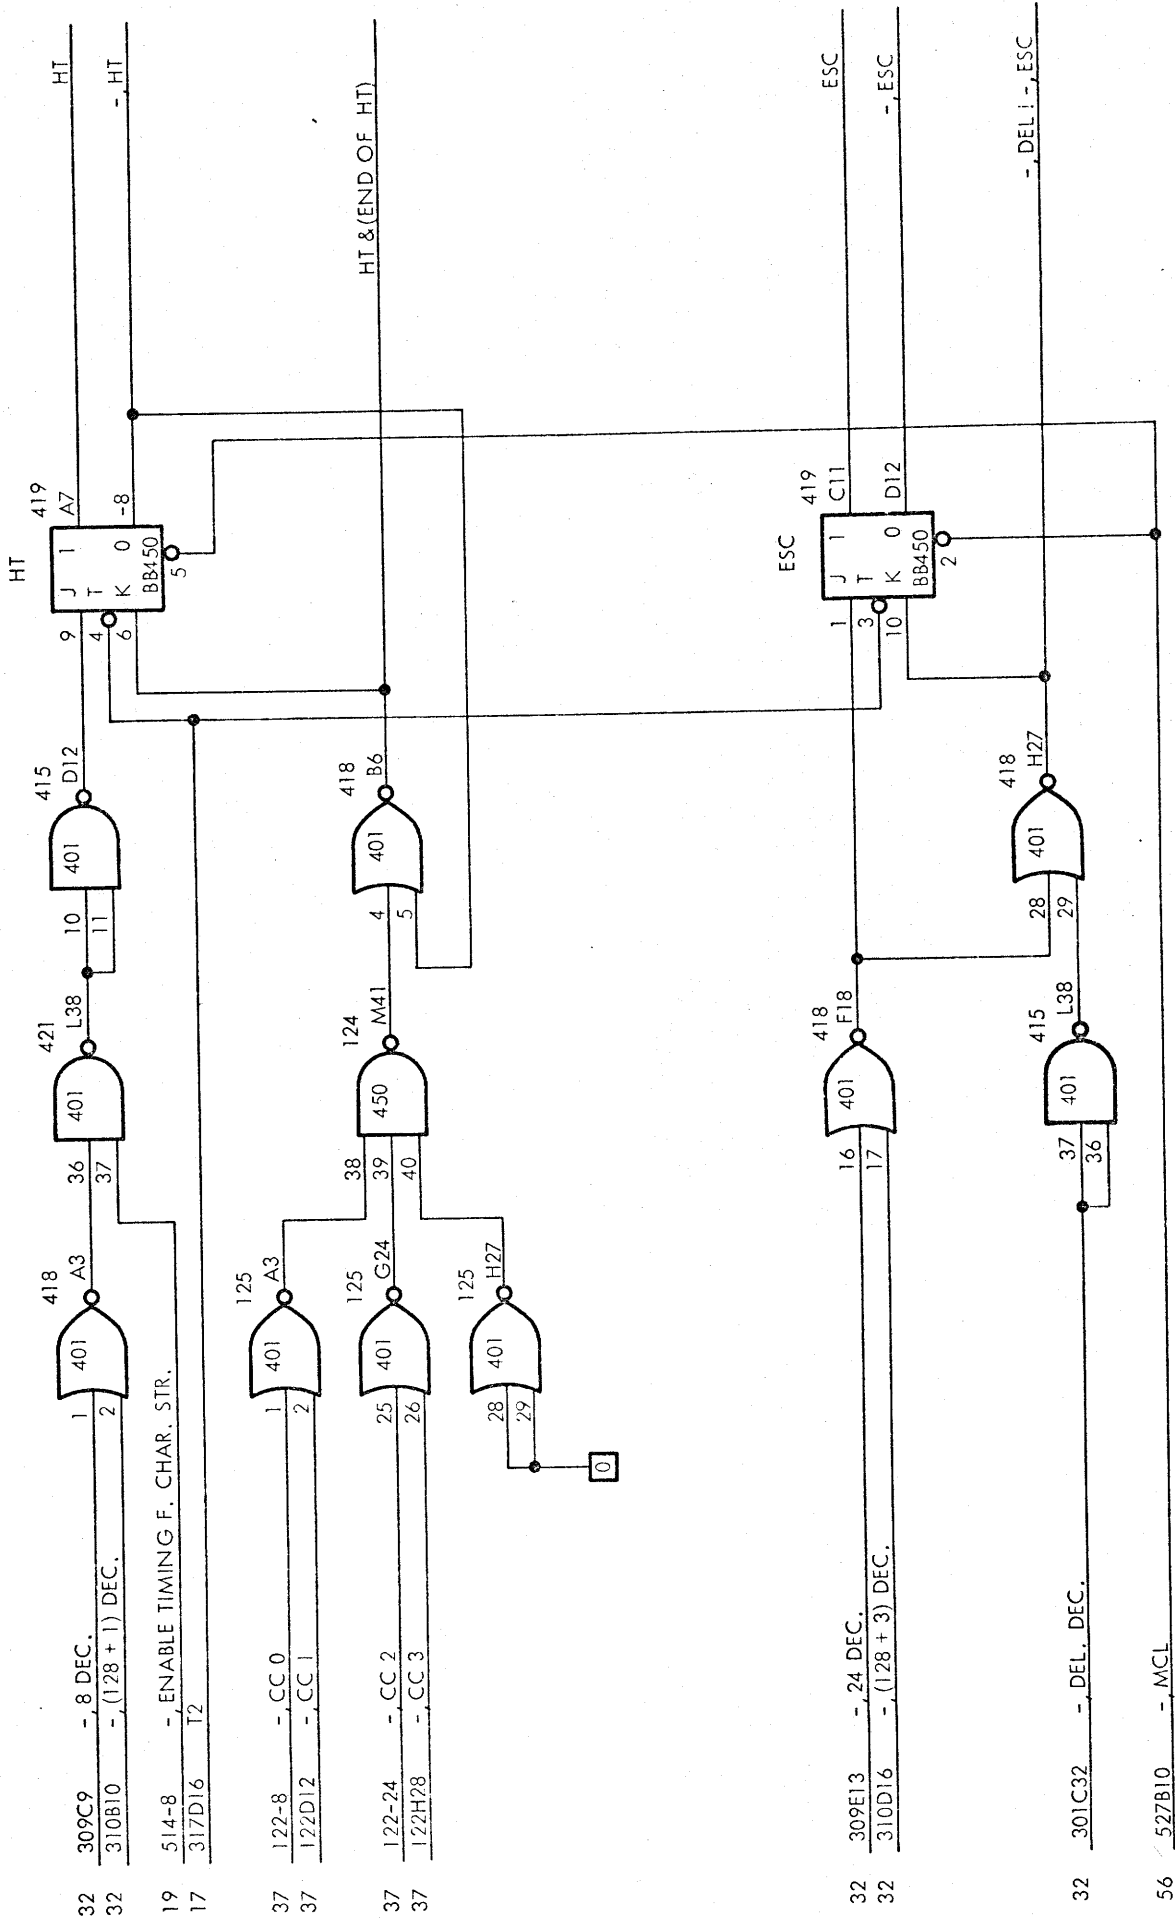 32 309C9 -,8 DEC.
32 310B10 -,(128 + 1) DEC.
19 514-8 -,ENABLE TIMING F. CHAR. STR.
17 317D16 T2
37 122-8 -,CC 0
37 122D12 -,CC 1
37 122-24 -,CC 2
37 122H28 -,CC 3
32 309E13 -,24 DEC.
32 310D16 -,(128 + 3) DEC.
32 301C32 -,DEL. DEC.
56 527B10 -,MCL
1
2
401
418
A3
36
37
401
421
L38
10
11
401
415
D12
HT
9
4
6
J 1
T
K 0
BB450
5
419
A7
-8
HT
-,HT
1
2
401
125
A3
25
26
401
125
G24
28
29
401
125
H27
0
38
39
40
450
124
M41
4
5
401
418
B6
HT &(END OF HT)
16
17
401
418
F18
37
36
401
415
L38
28
29
401
418
H27
ESC
1
3
10
J 1
T
K 0
BB450
2
419
C11
D12
ESC
-,ESC
-,DEL ! -,ESC